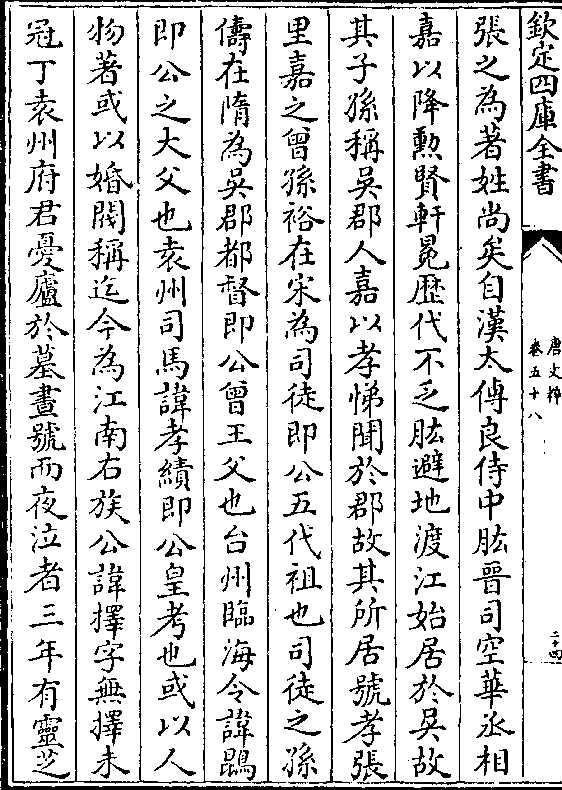 欽定四庫全書
唐文粹
卷五十八
二十四
張之為著姓尚矣自漢太傅良侍中肱晉司空華丞相
嘉以降勲賢軒冕歴代不乏肱避地渡江始居於吳故
其子孫稱吳郡人嘉以孝悌聞於郡故其所居號孝張
里嘉之曾孫裕在宋為司徒即公五代祖也司徒之孫
儔在隋為吳郡都督即公曾王父也台州臨海令諱鵾
即公之大父也袁州司馬諱孝績即公皇考也或以人
物著或以婚閥稱迄今為江南右族公諱擇字無擇未
冠丁袁州府君憂廬於墓晝號而夜泣者三年有靈芝